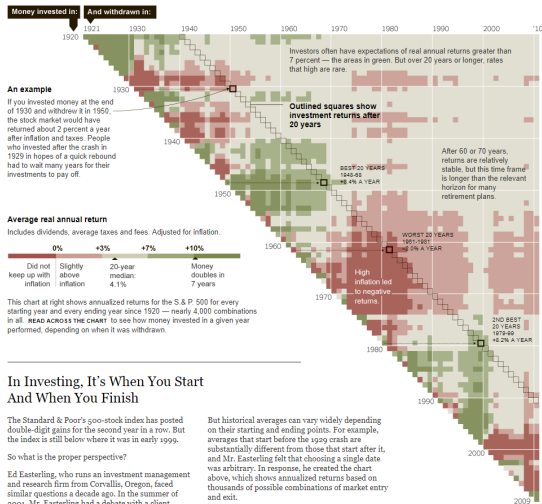 Money invested in: And withdrawn in:
1920 1921 1930 1940 1950 1960 1970 1980 1990 2000 '10
Investors often have expectations of real annual returns greater than
7 percent — the areas in green. But over 20 years or longer, rates
that high are rare.
An example
If you invested money at the end
of 1930 and withdrew it in 1950,
the stock market would have
returned about 2 percent a year
after inflation and taxes. People
who invested after the crash in
1929 in hopes of a quick rebound
had to wait many years for their
investments to pay off.
1930
Outlined squares show
investment returns after
20 years
1940
BEST 20 YEARS
1948-68
+8.4% A YEAR
After 60 or 70 years,
returns are relatively
stable, but this time frame
is longer than the relevant
horizon for many
retirement plans.
1950
Average real annual return
Includes dividends, average taxes and fees. Adjusted for inflation.
0% +3% +7% +10%
Did not
keep up with
inflation
Slightly
above
inflation
20-year
median:
4.1%
Money
doubles in
7 years
1960
WORST 20 YEARS
1961-1981
A YEAR
High
inflation led
to negative
returns.
1970
This chart at right shows annualized returns for the S.& P. 500 for every
starting year and ending year since 1920 — nearly 4,000 combinations
in all. READ ACROSS THE CHART to see how money invested in a given year
performed, depending on when it was withdrawn.
2ND BEST
20 YEARS
1979-99
+8.2% A YEAR
1980
1990
2000
2009
In Investing, It's When You Start
And When You Finish
The Standard & Poor's 500-stock index has posted
double-digit gains for the second year in a row. But
the index is still below where it was in early 1999.
So what is the proper perspective?
Ed Easterling, who runs an investment management
and research firm from Corvallis, Oregon, faced
similar questions a decade ago. In the summer of
2001, Mr. Easterling had a debate with a client
But historical averages can vary widely depending
on their starting and ending points. For example,
averages that start before the 1929 crash are
substantially different from those that start after it,
and Mr. Easterling felt that choosing a single one
was arbitrary. In response, he created the chart
above, which shows annualized returns based on
thousands of possible combinations of market entry
and exit.